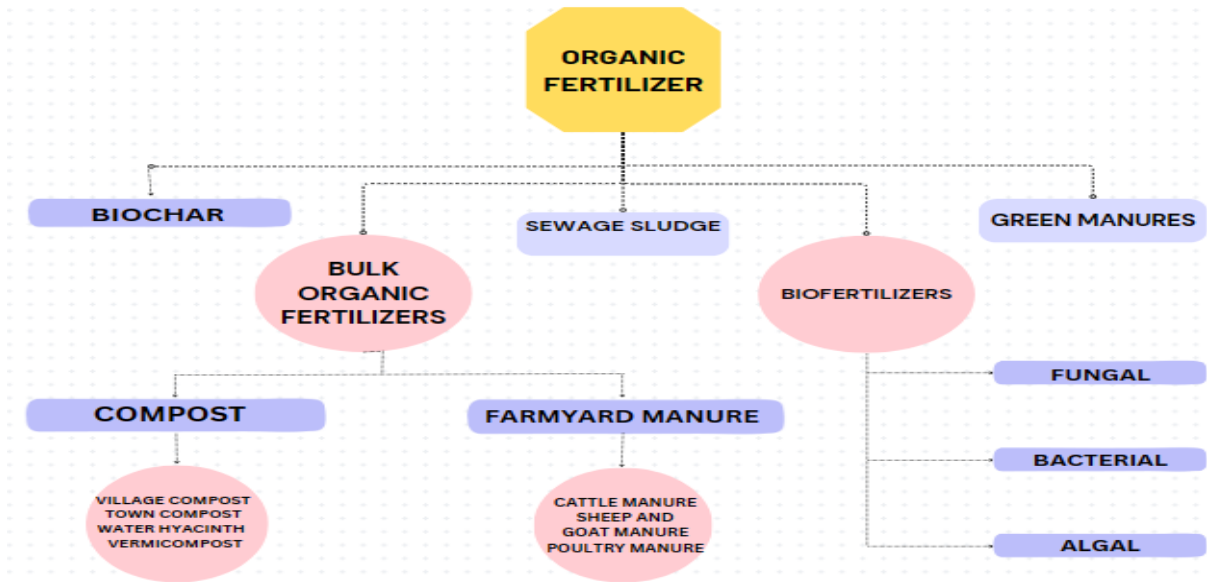 ORGANIC
FERTILIZER
BIOCHAR
SEWAGE SLUDGE
GREEN MANURES
BULK
ORGANIC
FERTILIZERS
BIOFERTILIZERS
COMPOST
FARMYARD MANURE
FUNGAL
BACTERIAL
ALGAL
VILLAGE COMPOST
TOWN COMPOST
WATER HYACINTH
VERMICOMPOST
CATTLE MANURE
SHEEP AND
GOAT MANURE
POULTRY MANURE